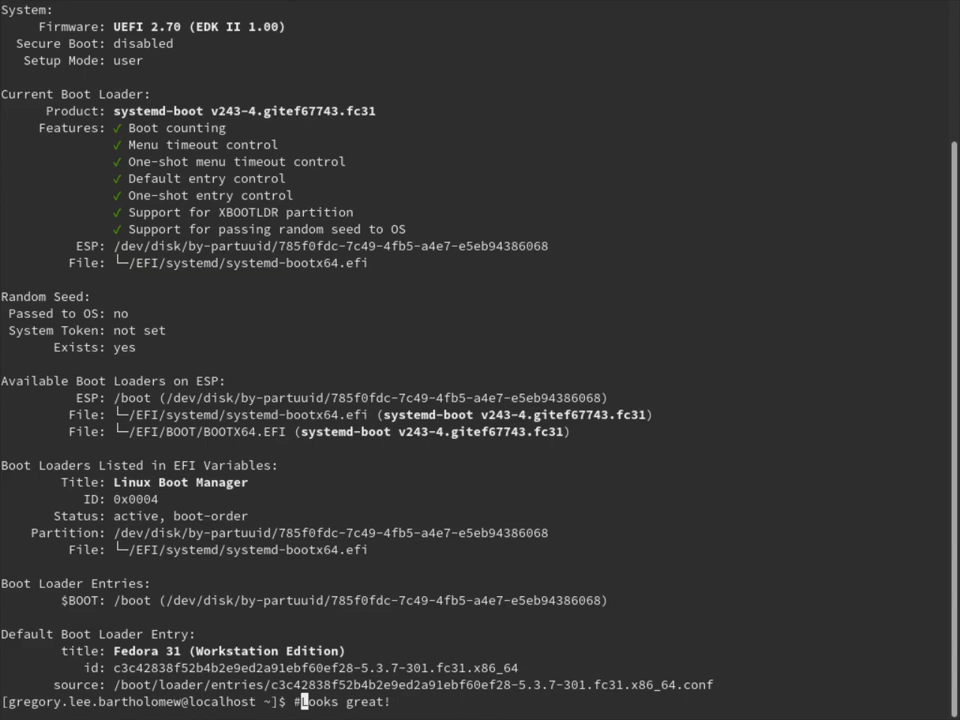 System:
Firmware: UEFI 2.70 (EDK II 1.00)
Secure Boot: disabled
Setup Mode: user
Current Boot Loader:
Product: systemd-boot v243-4.gitef67743.fc31
Features: ✓ Boot counting
✓ Menu timeout control
✓ One-shot menu timeout control
✓ Default entry control
✓ One-shot entry control
✓ Support for XBOOTLDR partition
✓ Support for passing random seed to OS
ESP: /dev/disk/by-partuuid/785f0fdc-7c49-4fb5-a4e7-e5eb94386068
File: └─/EFI/systemd/systemd-bootx64.efi
Random Seed:
Passed to OS: no
System Token: not set
Exists: yes
Available Boot Loaders on ESP:
ESP: /boot (/dev/disk/by-partuuid/785f0fdc-7c49-4fb5-a4e7-e5eb94386068)
File: └─/EFI/systemd/systemd-bootx64.efi (systemd-boot v243-4.gitef67743.fc31)
File: └─/EFI/BOOT/BOOTX64.EFI (systemd-boot v243-4.gitef67743.fc31)
Boot Loaders Listed in EFI Variables:
Title: Linux Boot Manager
ID: 0x0004
Status: active, boot-order
Partition: /dev/disk/by-partuuid/785f0fdc-7c49-4fb5-a4e7-e5eb94386068
File: └─/EFI/systemd/systemd-bootx64.efi
Boot Loader Entries:
$BOOT: /boot (/dev/disk/by-partuuid/785f0fdc-7c49-4fb5-a4e7-e5eb94386068)
Default Boot Loader Entry:
title: Fedora 31 (Workstation Edition)
id: c3c42838f52b4b2e9ed2a91ebf60ef28-5.3.7-301.fc31.x86_64
source: /boot/loader/entries/c3c42838f52b4b2e9ed2a91ebf60ef28-5.3.7-301.fc31.x86_64.conf
[gregory.lee.bartholomew@localhost ~]$ #Looks great!